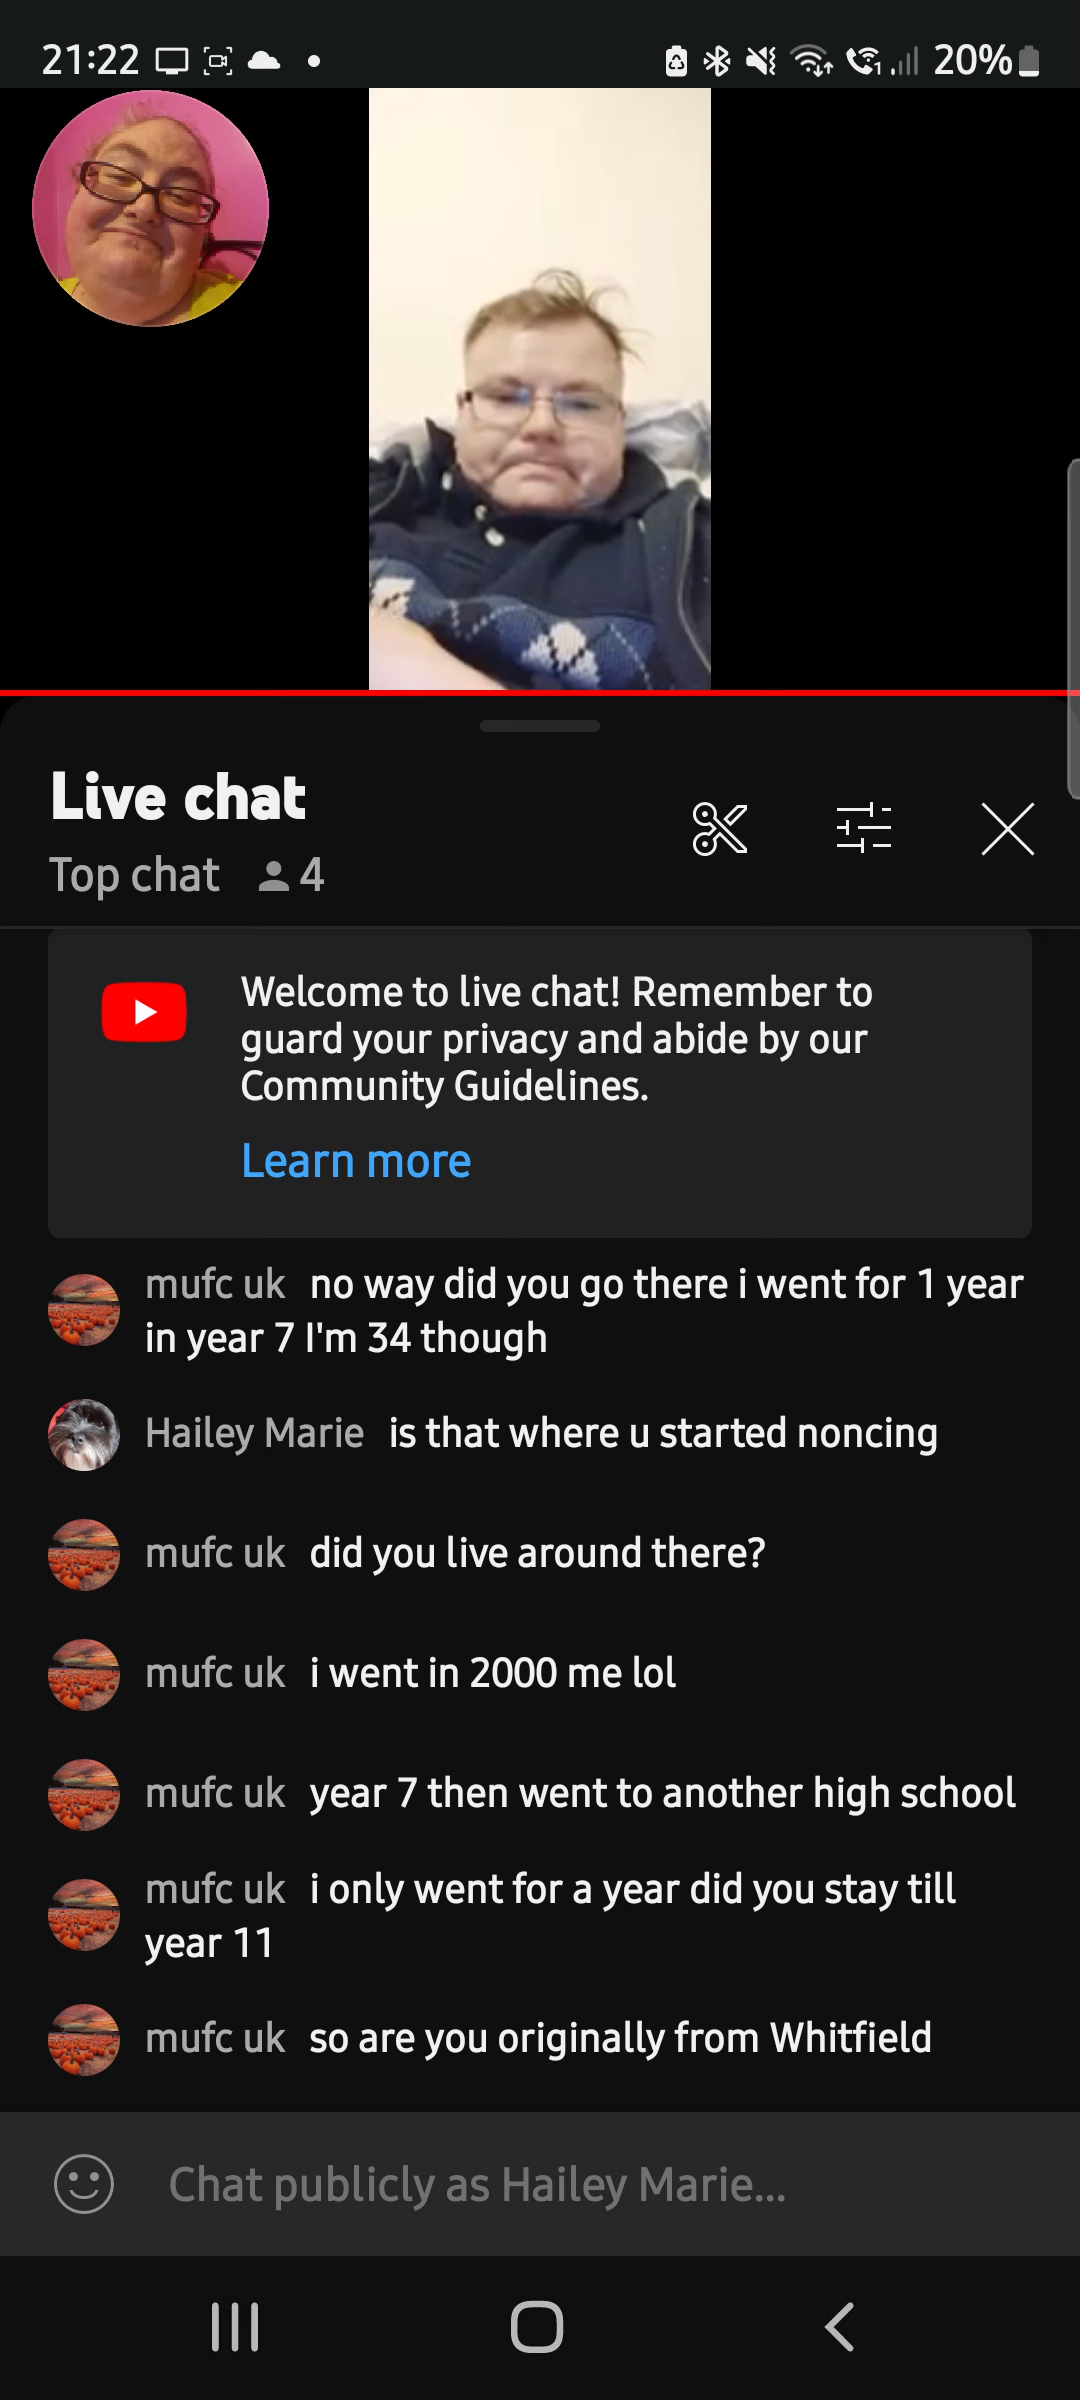 21:22
20%
Live chat
Top chat 4
Welcome to live chat! Remember to
guard your privacy and abide by our
Community Guidelines.
Learn more
mufc uk no way did you go there i went for 1 year
in year 7 I'm 34 though
Hailey Marie is that where u started noncing
mufc uk did you live around there?
mufc uk i went in 2000 me lol
mufc uk year 7 then went to another high school
mufc uk i only went for a year did you stay till
year 11
mufc uk so are you originally from Whitfield
Chat publicly as Hailey Marie...